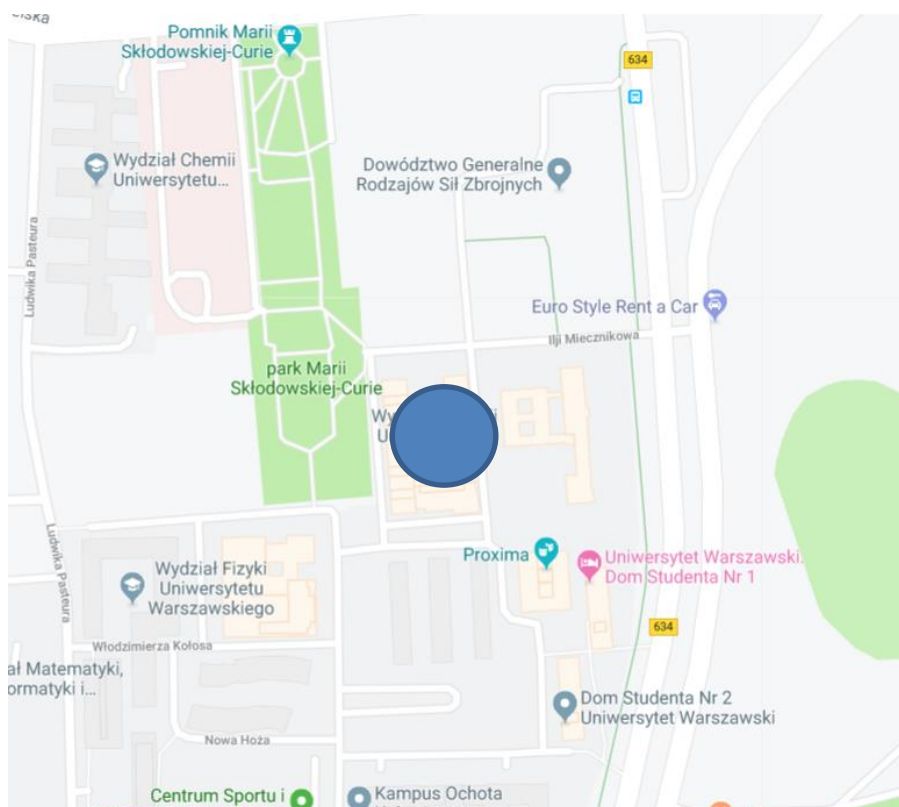 Pomnik Marii
Skłodowskiej-Curie
634
Wydział Chemii
Uniwersytetu...
Dowództwo Generalne
Rodzajów Sił Zbrojnych
Ludwika Pasteura
Euro Style Rent a Car
Ilji Miecznikowa
park Marii
Skłodowskiej-Curie
Proxima
Uniwersytet Warszawski.
Dom Studenta Nr 1
Ludwika Pasteura
Wydział Fizyki
Uniwersytetu
Warszawskiego
634
Włodzimierza Kołosa
Matematyki,
Dom Studenta Nr 2
Uniwersytet Warszawski
Nowa Hoża
Centrum Sportu i
Kampus Ochota